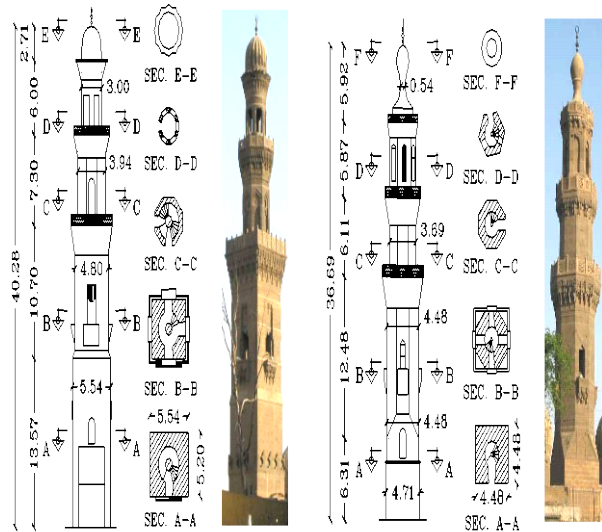 E E
2.71
SEC. E-E
3.00
6.00
D D
SEC. D-D
3.94
7.30
C C
SEC. C-C
4.80
10.70
40.28
B B
SEC. B-B
5.54
5.54
13.57
A A
5.20
SEC. A-A
F F
5.92
0.54
SEC. F-F
D D
5.87
SEC. D-D
6.11
3.69
C C
SEC. C-C
36.69
4.48
12.48
B B
SEC. B-B
4.48
A A
4.48
6.31
4.71
4.48
SEC. A-A